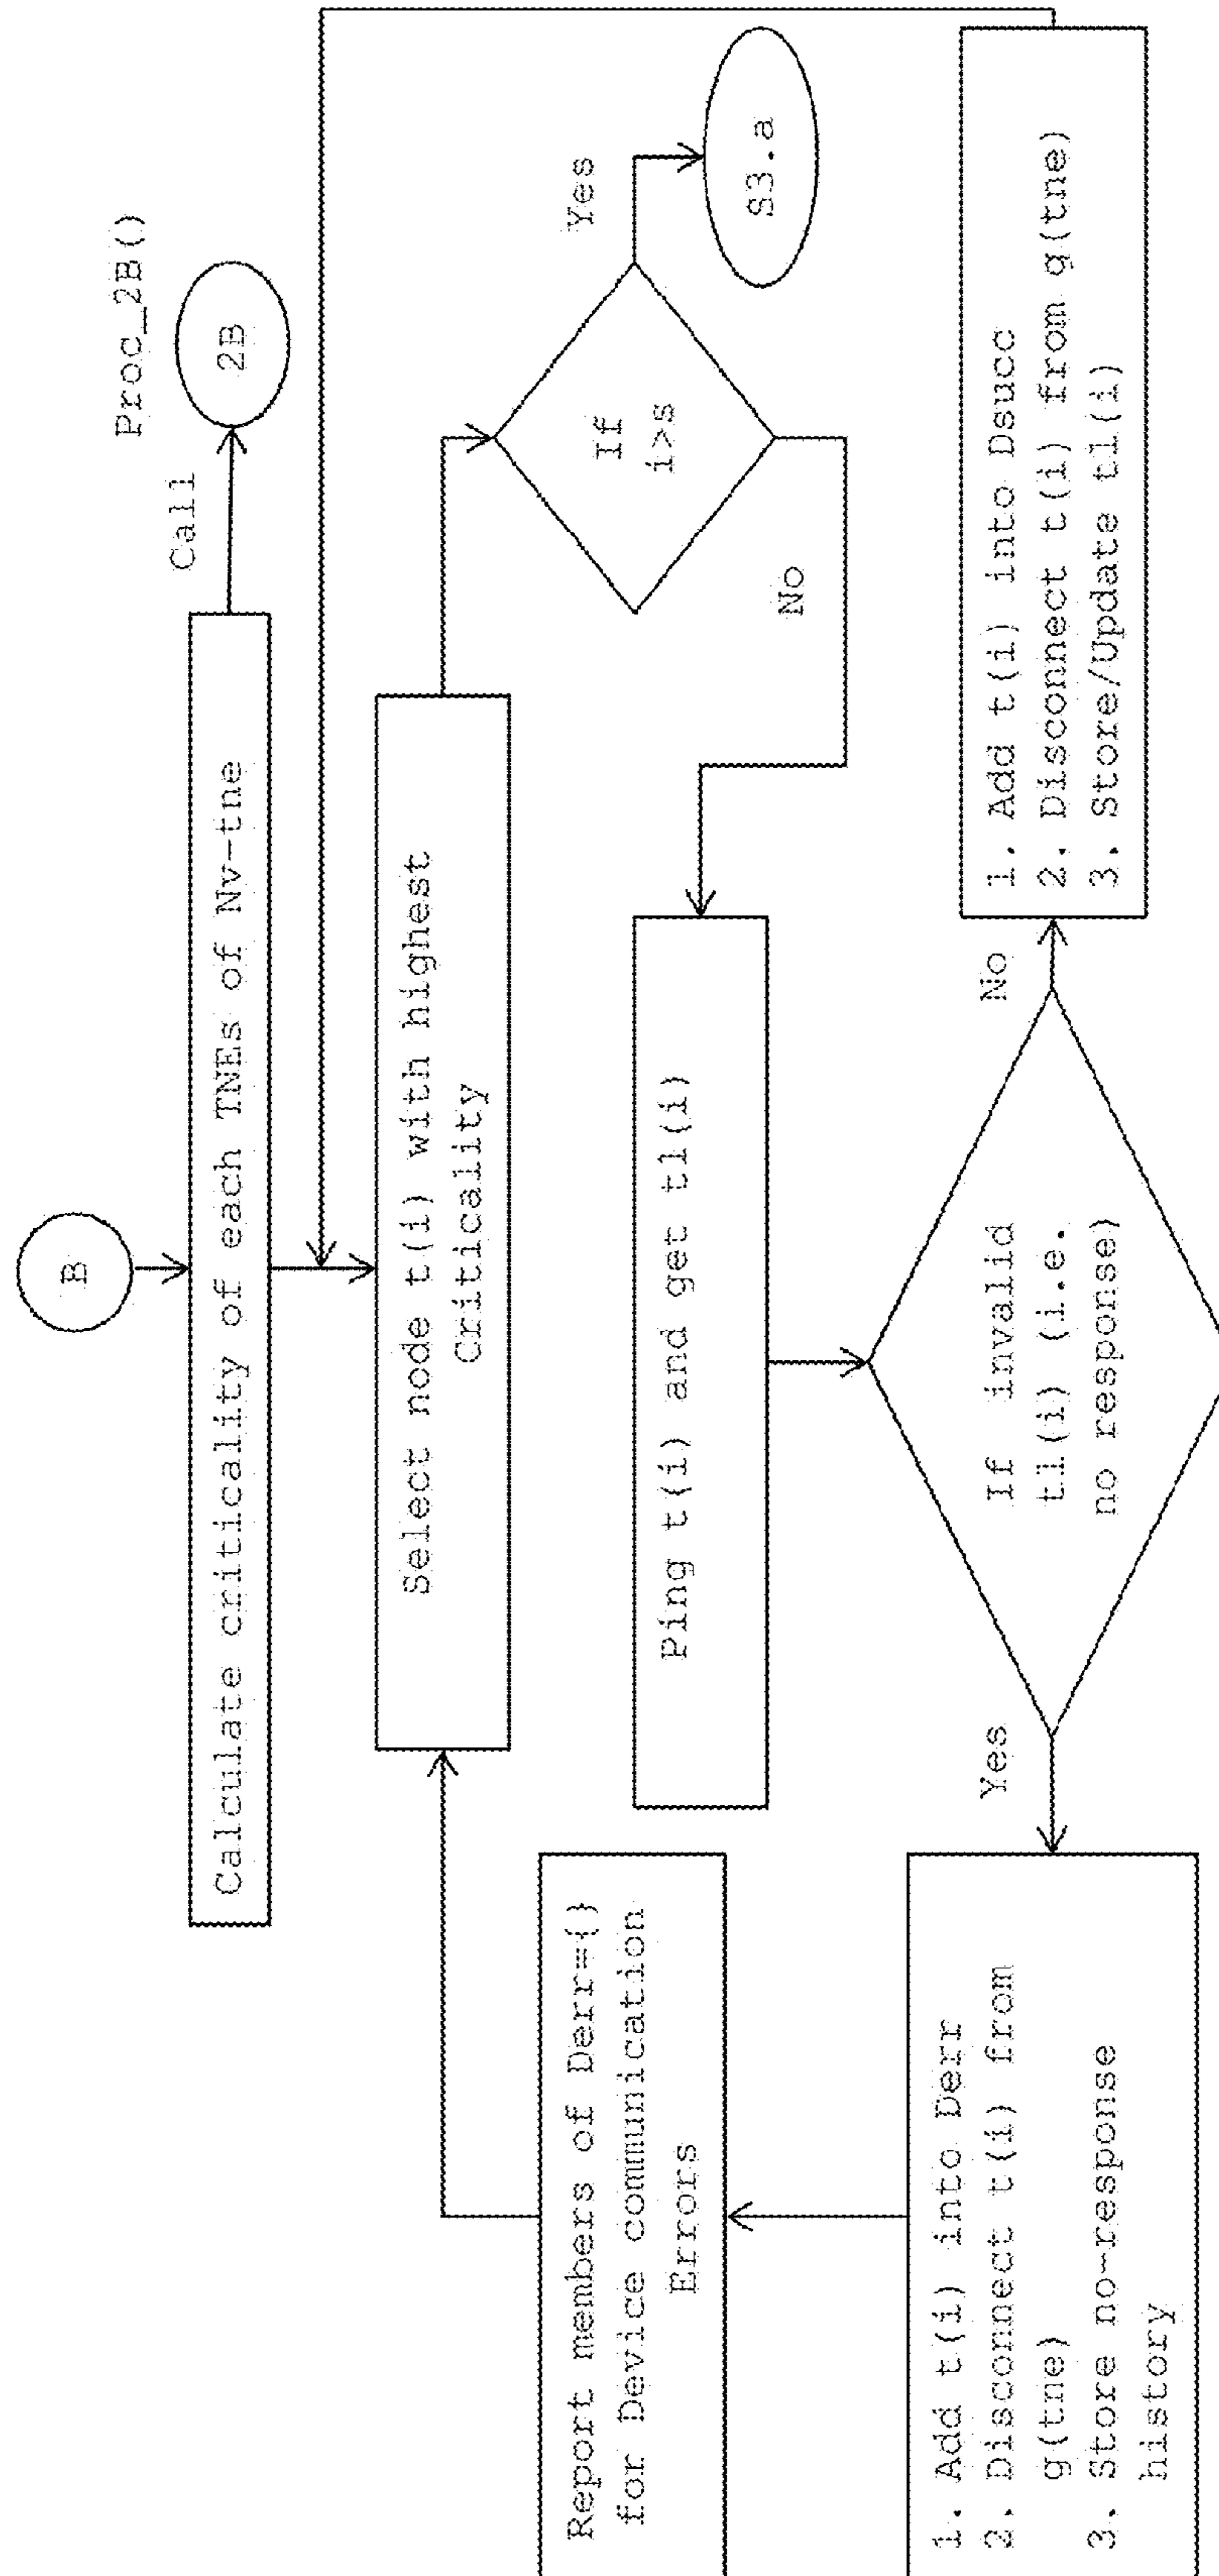 B
Proc_2B()
Call
2B
Calculate criticality of each TNEs of Nv-tne
Select node t(i) with highest
Criticality
If
i>s
Yes
S3.a
No
Ping t(i) and get tl(i)
If invalid
tl(i) (i.e.
no response)
No
1. Add t(i) into Dsucc
2. Disconnect t(i) from g(tne)
3. Store/Update tl(i)
Yes
1. Add t(i) into Derr
2. Disconnect t(i) from
g(tne)
3. Store no-response
history
Report members of Derr={}
for Device communication
Errors